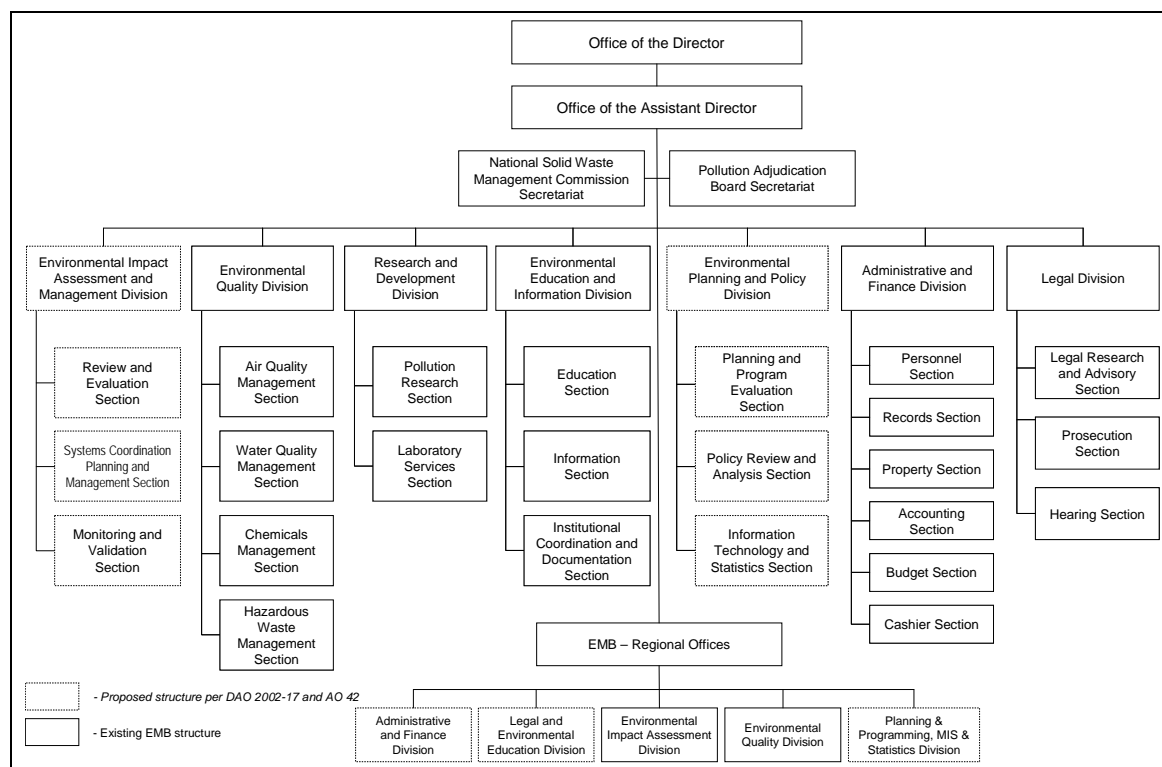 Office of the Director
Office of the Assistant Director
National Solid Waste
Management Commission
Secretariat
Pollution Adjudication
Board Secretariat
Environmental Impact
Assessment and
Management Division
Environmental
Quality Division
Research and
Development
Division
Environmental
Education and
Information Division
Environmental
Planning and Policy
Division
Administrative and
Finance Division
Legal Division
Review and
Evaluation
Section
Systems Coordination
Planning and
Management Section
Monitoring and
Validation
Section
Air Quality
Management
Section
Water Quality
Management
Section
Chemicals
Management
Section
Hazardous
Waste
Management
Section
Pollution
Research
Section
Laboratory
Services
Section
Education
Section
Information
Section
Institutional
Coordination and
Documentation
Section
Planning and
Program
Evaluation
Section
Policy Review and
Analysis Section
Information
Technology and
Statistics Section
Personnel
Section
Records Section
Property Section
Accounting
Section
Budget Section
Cashier Section
Legal Research
and Advisory
Section
Prosecution
Section
Hearing Section
EMB – Regional Offices
Administrative
and Finance
Division
Legal and
Environmental
Education Division
Environmental
Impact Assessment
Division
Environmental
Quality Division
Planning &
Programming, MIS &
Statistics Division
- Proposed structure per DAO 2002-17 and AO 42
- Existing EMB structure